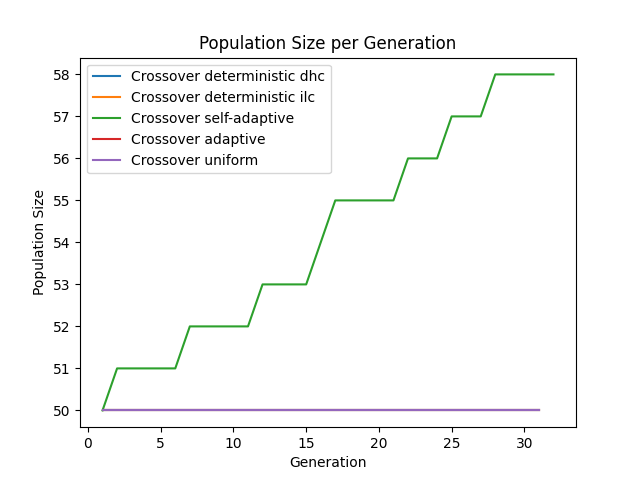 Population Size per Generation
58
57
56
55
54
53
52
51
50
Population Size
Crossover deterministic dhc
Crossover deterministic ilc
Crossover self-adaptive
Crossover adaptive
Crossover uniform
0 5 10 15 20 25 30
Generation